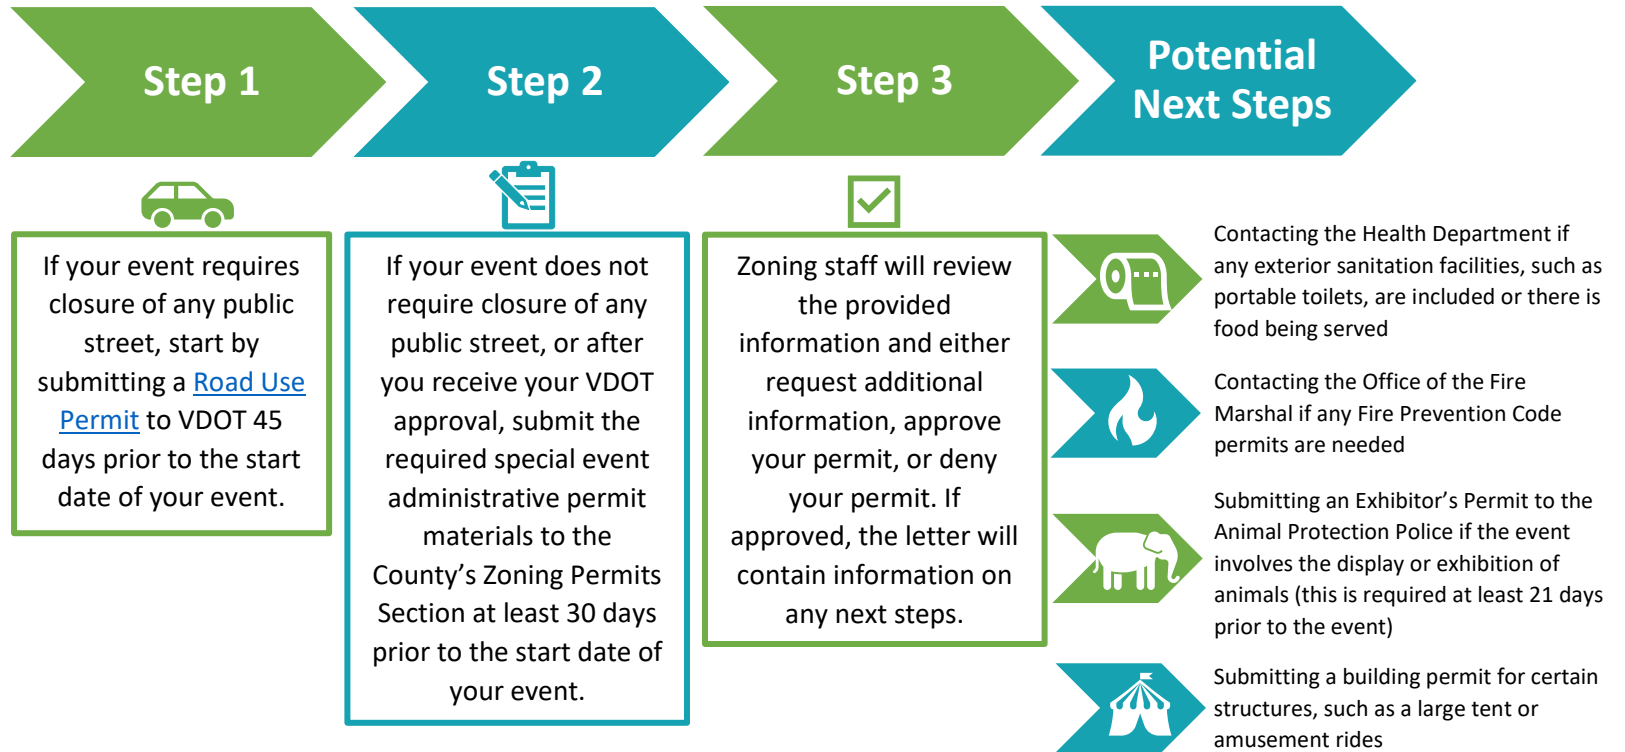 Step 1
Step 2
Step 3
Potential
Next Steps
If your event requires
closure of any public
street, start by
submitting a Road Use
Permit to VDOT 45
days prior to the start
date of your event.
If your event does not
require closure of any
public street, or after
you receive your VDOT
approval, submit the
required special event
administrative permit
materials to the
County’s Zoning Permits
Section at least 30 days
prior to the start date of
your event.
Zoning staff will review
the provided
information and either
request additional
information, approve
your permit, or deny
your permit. If
approved, the letter will
contain information on
any next steps.
Contacting the Health Department if
any exterior sanitation facilities, such as
portable toilets, are included or there is
food being served
Contacting the Office of the Fire
Marshal if any Fire Prevention Code
permits are needed
Submitting an Exhibitor’s Permit to the
Animal Protection Police if the event
involves the display or exhibition of
animals (this is required at least 21 days
prior to the event)
Submitting a building permit for certain
structures, such as a large tent or
amusement rides